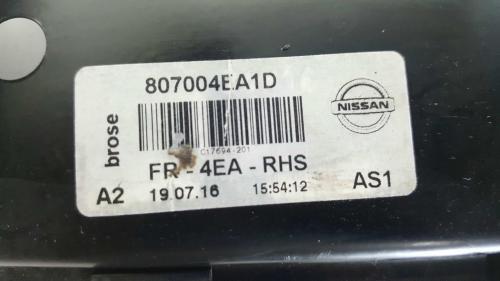 807004EA1D
brose
NISSAN
C17694-201
FR - 4EA - RHS
A2 19.07.16 15:54:12 AS1